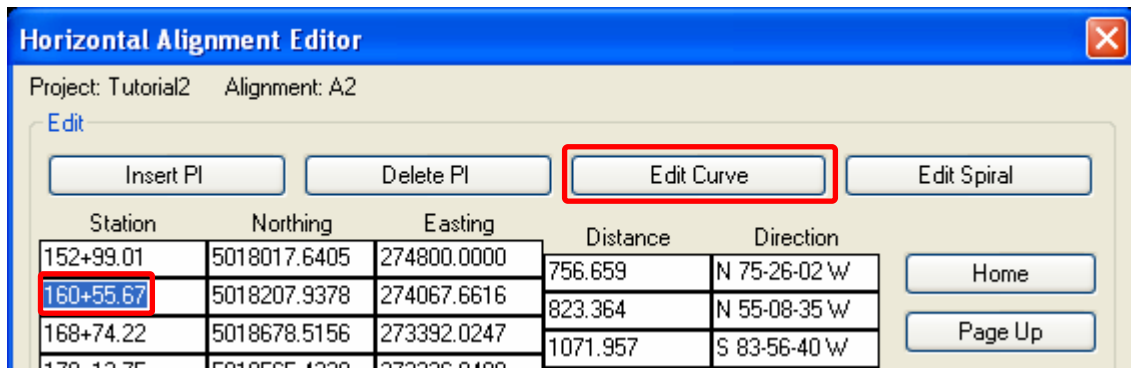 Horizontal Alignment Editor
Project: Tutorial2 Alignment: A2
Edit
Insert PI Delete PI Edit Curve Edit Spiral
Station Northing Easting Distance Direction
152+99.01 5018017.6405 274800.0000
756.659 N 75-26-02 W Home
160+55.67 5018207.9378 274067.6616
823.364 N 55-08-35 W
168+74.22 5018678.5156 273392.0247 Page Up
1071.957 S 83-56-40 W